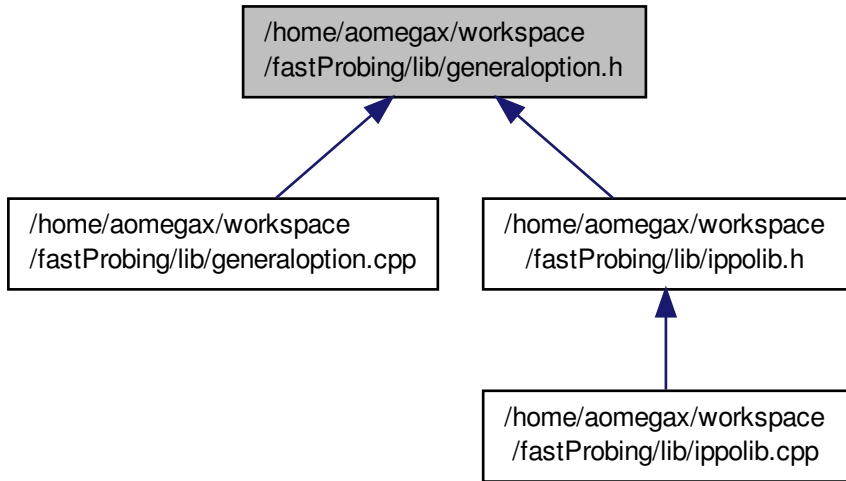 /home/aomegax/workspace
/fastProbing/lib/generaloption.h
/home/aomegax/workspace
/fastProbing/lib/generaloption.cpp
/home/aomegax/workspace
/fastProbing/lib/ippolib.h
/home/aomegax/workspace
/fastProbing/lib/ippolib.cpp